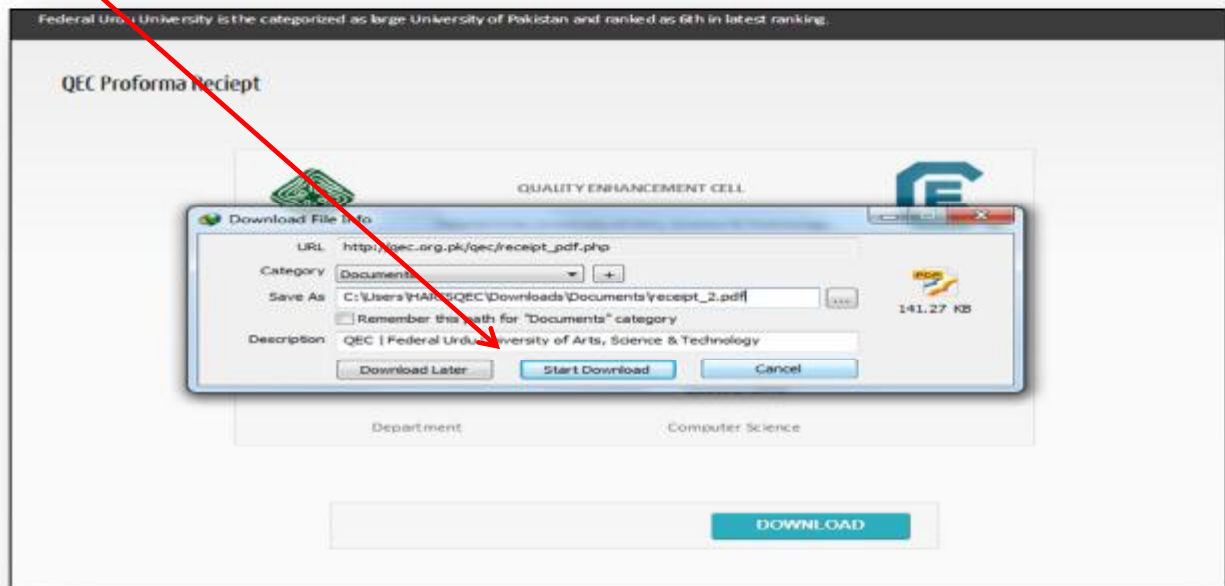 Federal Urdu University is the categorized as large University of Pakistan and ranked as 6th in latest ranking.
QEC Proforma Reciept
QUALITY ENHANCEMENT CELL
Download File Info
URL http://qec.org.pk/qec/receipt_pdf.php
Category Documents +
Save As C:\Users\HARISQEC\Downloads\Documents\receipt_2.pdf ...
PDF
141.27 KB
Remember this path for "Documents" category
Description QEC | Federal Urdu University of Arts, Science & Technology
Download Later Start Download Cancel
Department Computer Science
DOWNLOAD